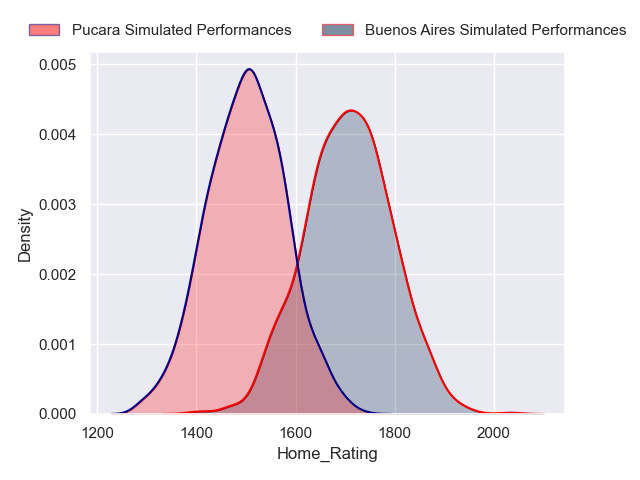 Pucara Simulated Performances
Buenos Aires Simulated Performances
0.005
0.004
0.003
0.002
0.001
0.000
Density
1200
1400
1600
1800
2000
Home_Rating